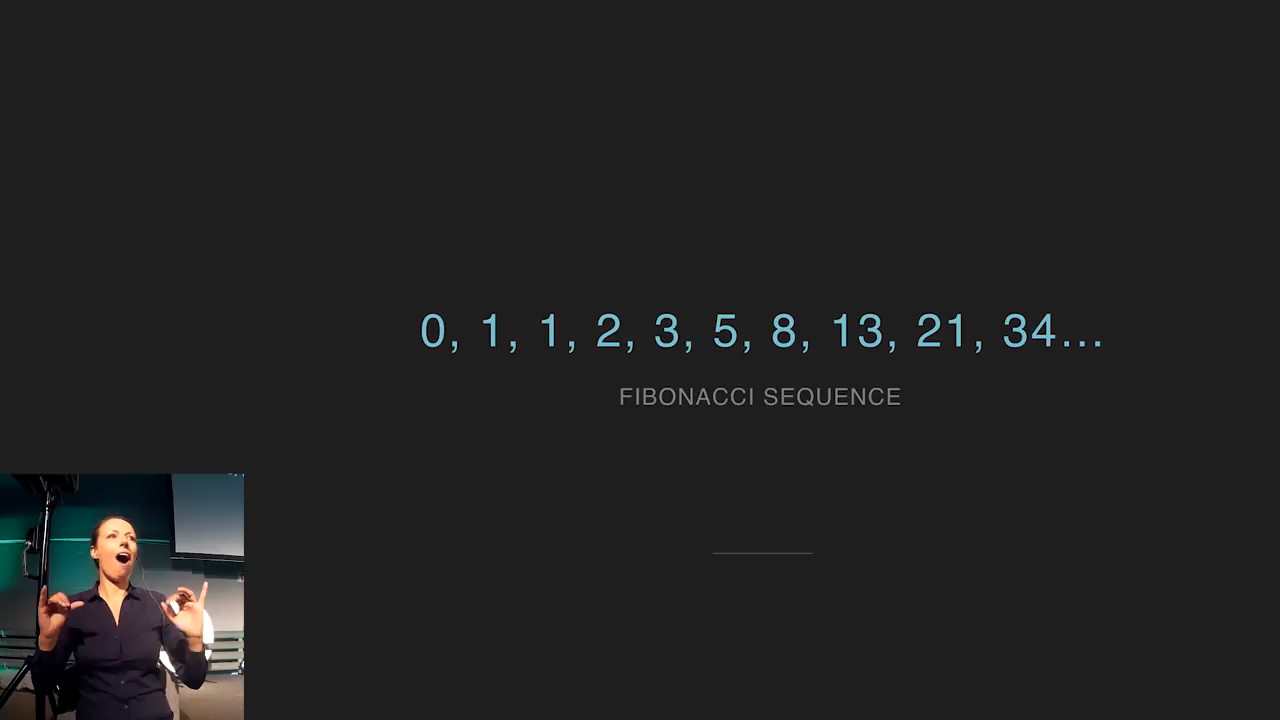 0, 1, 1, 2, 3, 5, 8, 13, 21, 34...
FIBONACCI SEQUENCE